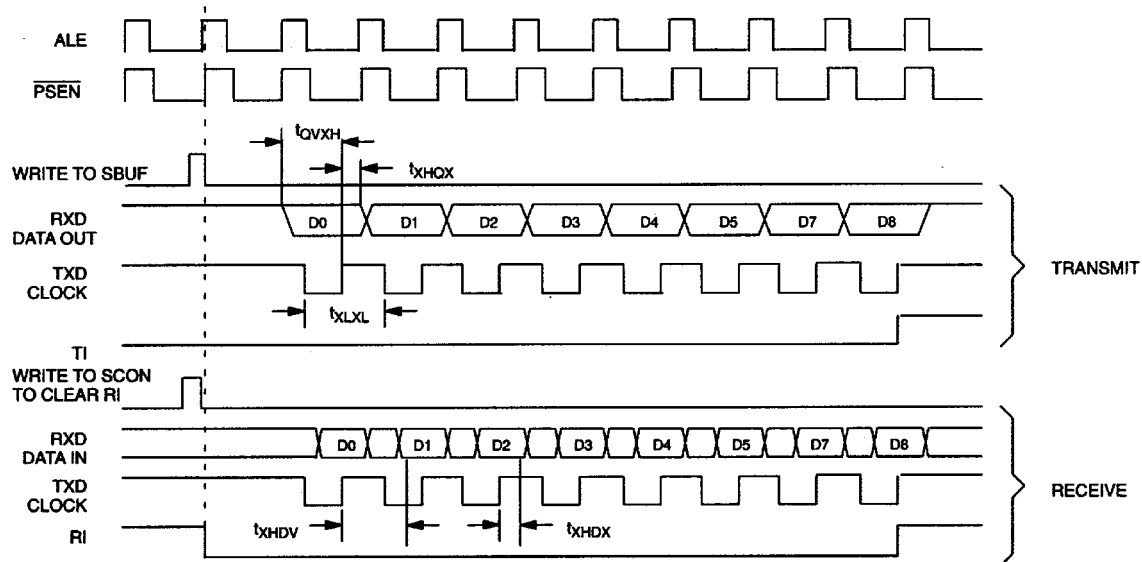 ALE
PSEN
tQVXH
tXHQX
WRITE TO SBUF
RXD
DATA OUT
D0 D1 D2 D3 D4 D5 D7 D8
TXD
CLOCK
TRANSMIT
tXLXL
TI
WRITE TO SCON
TO CLEAR RI
RXD
DATA IN
D0 D1 D2 D3 D4 D5 D7 D8
TXD
CLOCK
RECEIVE
tXHDV
tXHDX
RI